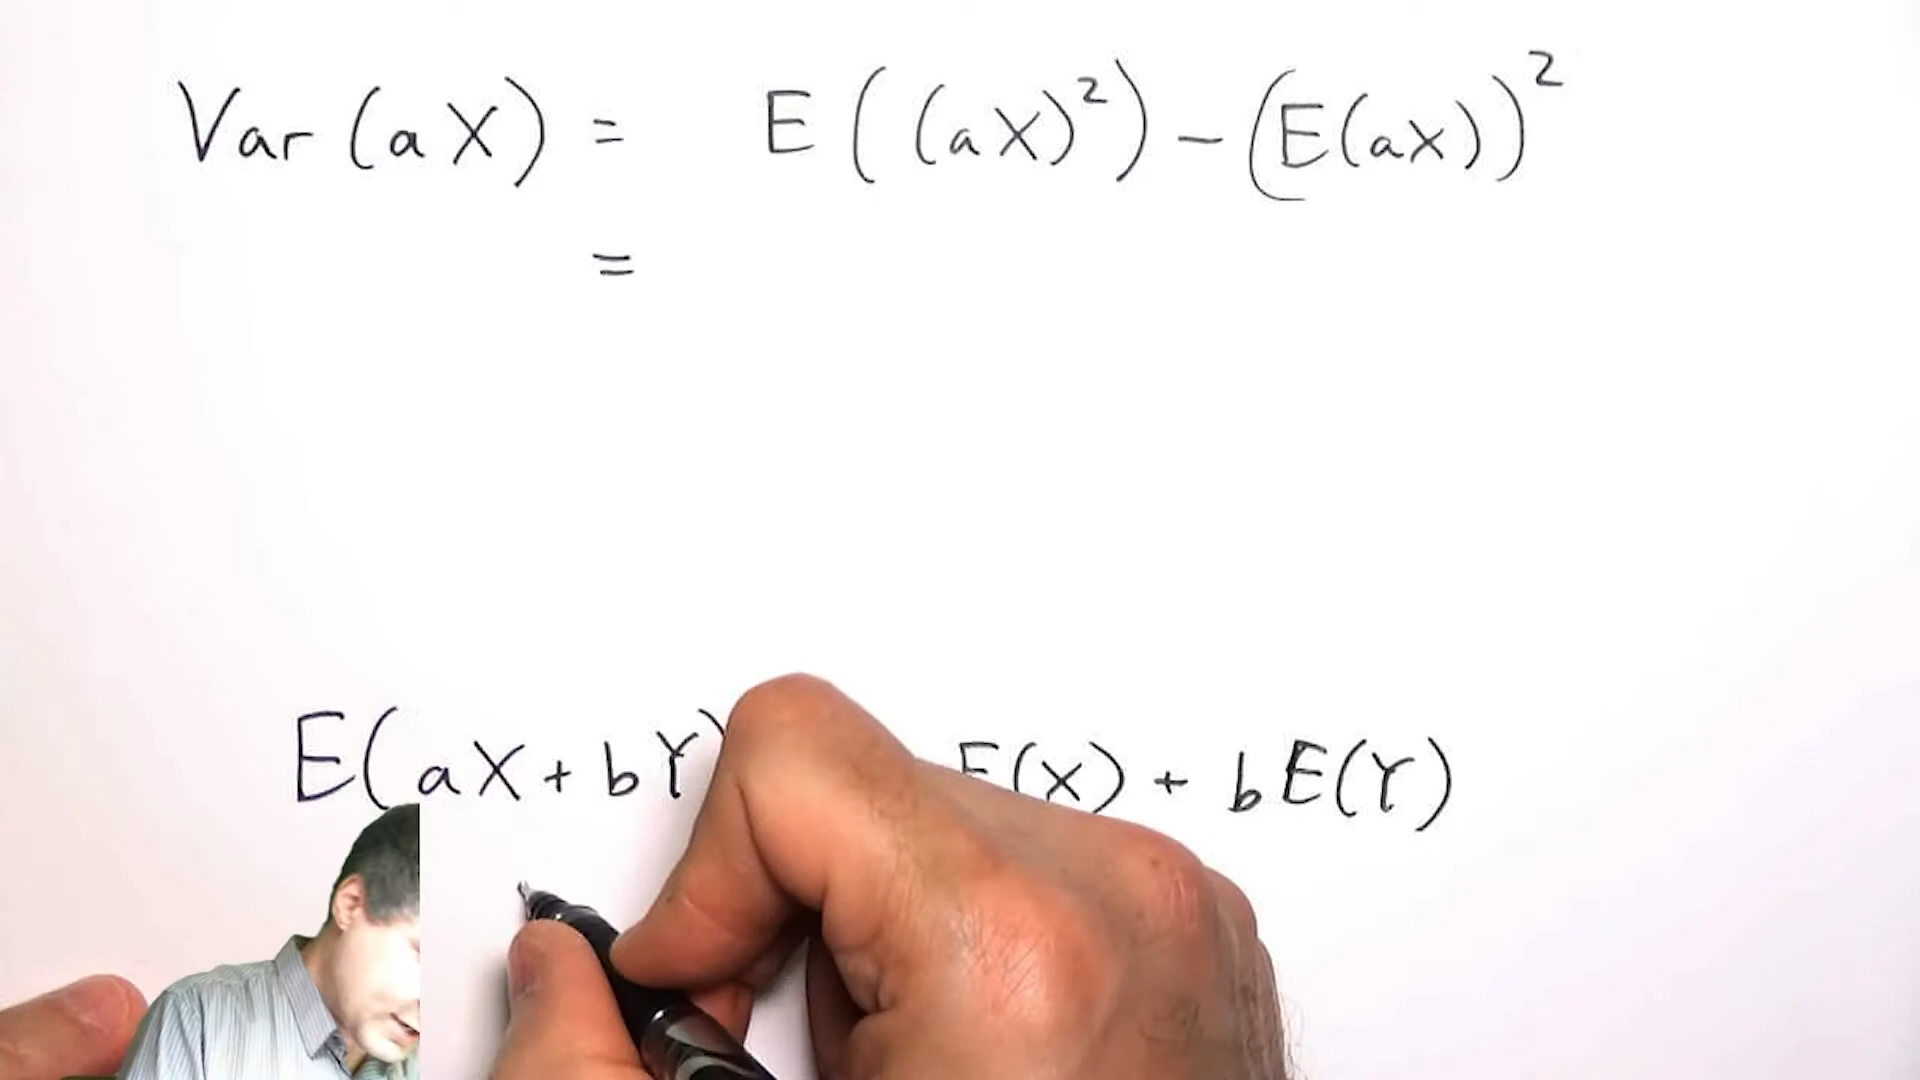 Var (aX) = E((aX)²) - (E(aX))²
=
E(aX + bY) E(X) + bE(Y)